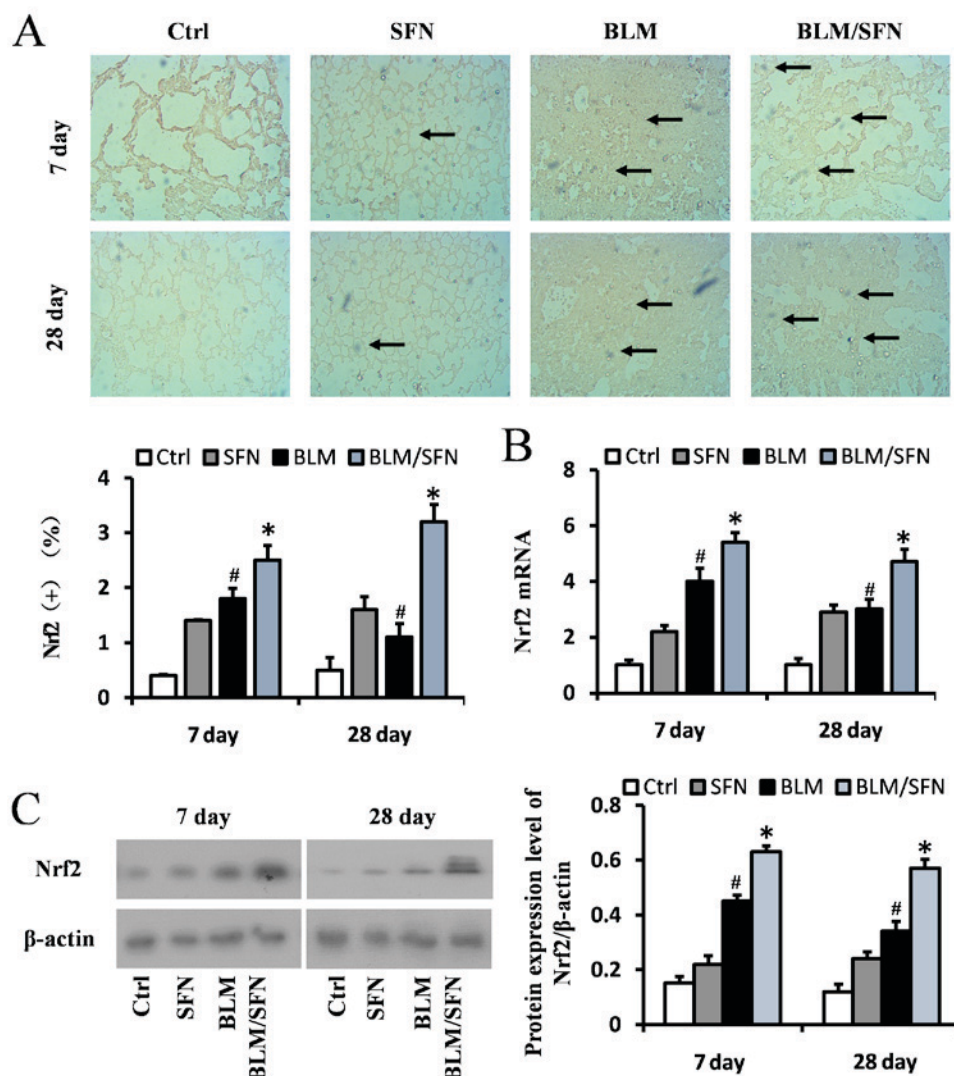 A
Ctrl SFN BLM BLM/SFN
7 day
28 day
Ctrl SFN BLM BLM/SFN
Nrf2 (+) (%)
4
3
2
1
0
# * # *
7 day 28 day
B
Ctrl SFN BLM BLM/SFN
Nrf2 mRNA
8
6
4
2
0
# * # *
7 day 28 day
C
7 day 28 day
Nrf2
β-actin
Ctrl SFN BLM BLM/SFN Ctrl SFN BLM BLM/SFN
Ctrl SFN BLM BLM/SFN
Protein expression level of
Nrf2/β-actin
0.8
0.6
0.4
0.2
0
# * # *
7 day 28 day